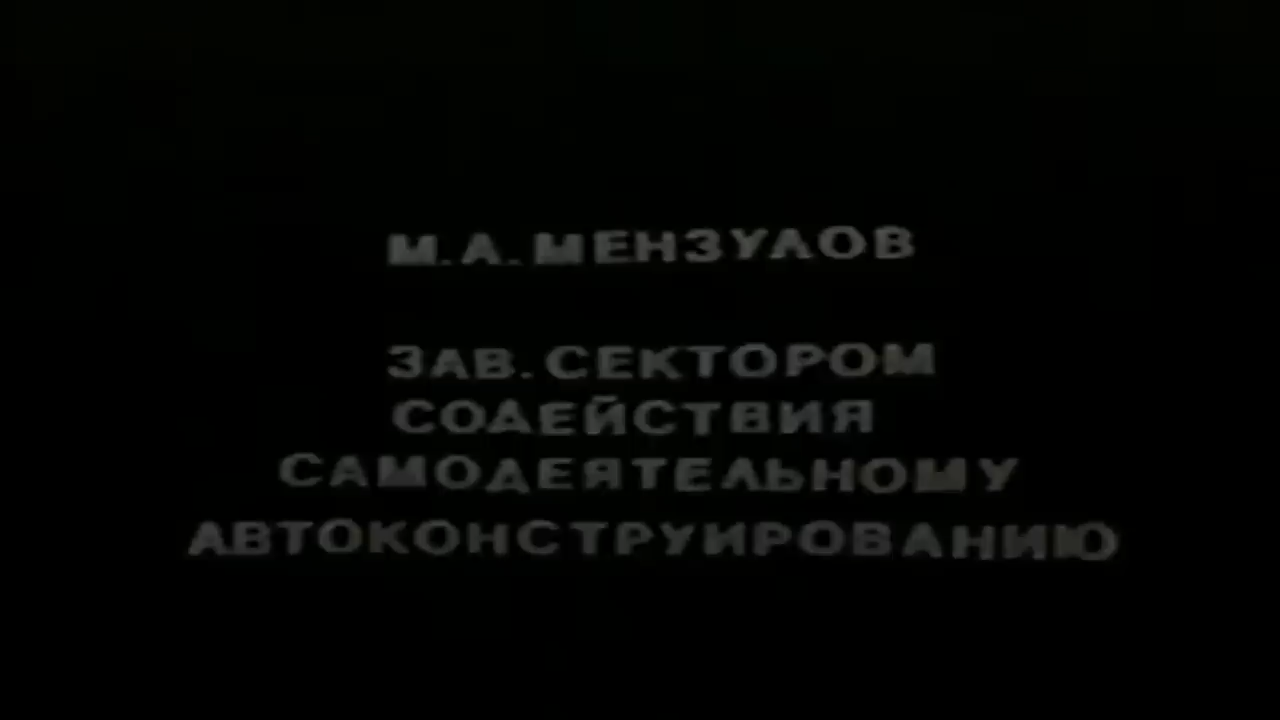 М.А. МЕНЗУЛОВ
ЗАВ. СЕКТОРОМ
СОДЕЙСТВИЯ
САМОДЕЯТЕЛЬНОМУ
АВТОКОНСТРУИРОВАНИЮ